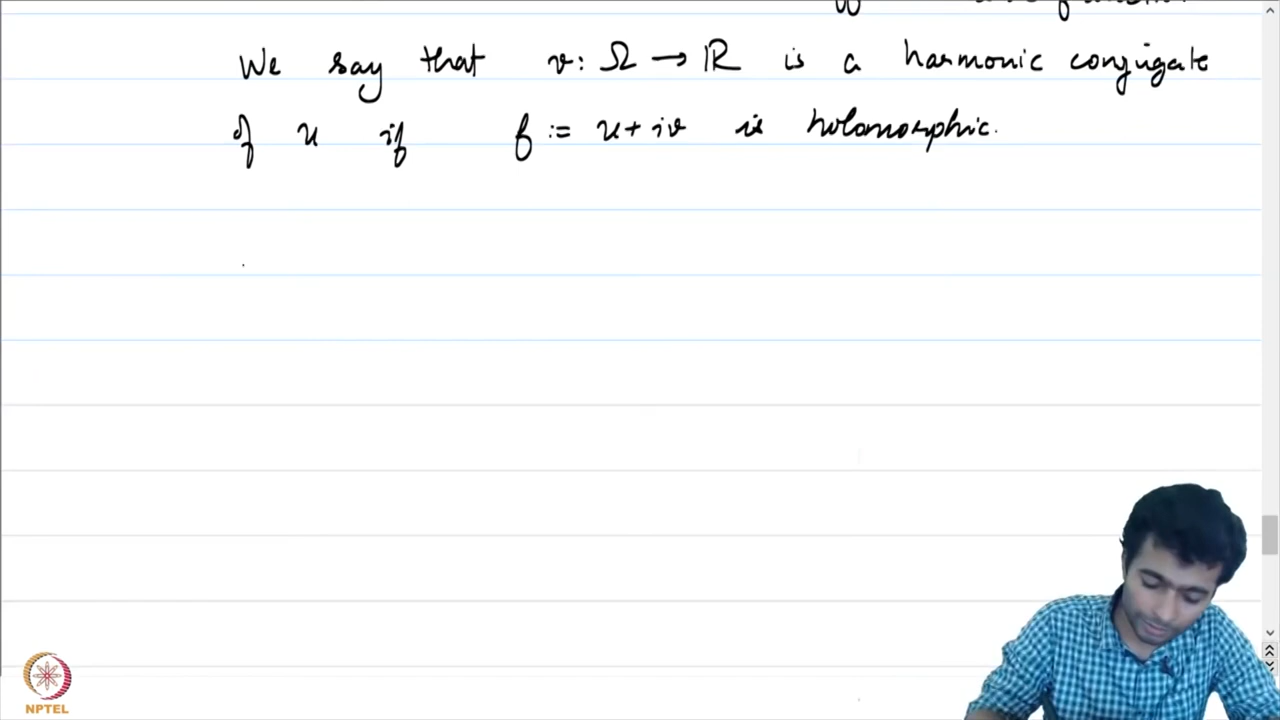 We say that v: Ω → ℝ is a harmonic conjugate
of u if f := u + iv is holomorphic.
NPTEL